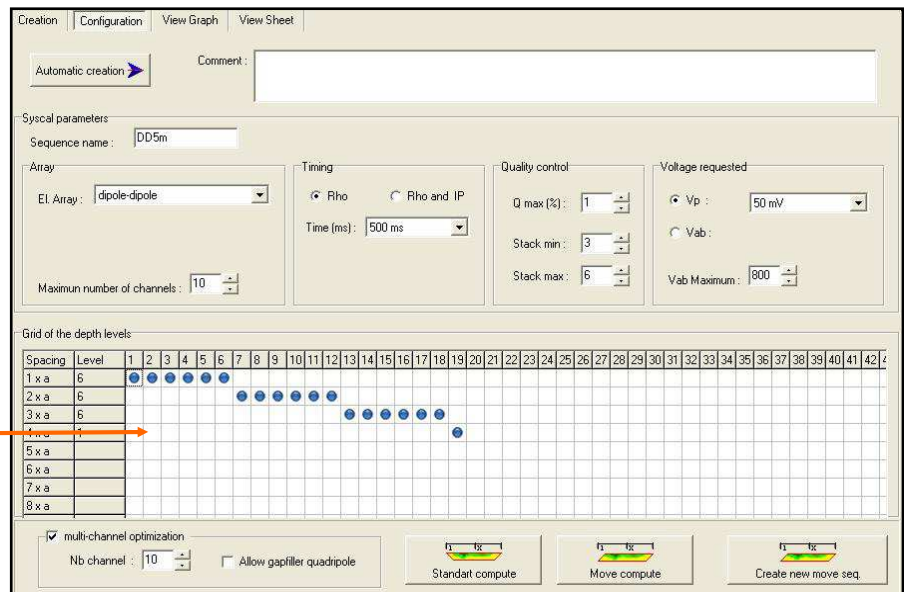 Creation Configuration View Graph View Sheet
Automatic creation Comment :
Syscal parameters
Sequence name : DD5m
Array Timing Quality control Voltage requested
El. Array : dipole-dipole Rho Rho and IP Q max (%) : 1 Vp : 50 mV
Time (ms) : 500 ms Stack min : 3 Vab :
Maximun number of channels : 10 Stack max : 6 Vab Maximum : 800
Grid of the depth levels
Spacing Level 1 2 3 4 5 6 7 8 9 10 11 12 13 14 15 16 17 18 19 20 21 22 23 24 25 26 27 28 29 30 31 32 33 34 35 36 37 38 39 40 41 42
1 x a 6
2 x a 6
3 x a 6
4 x a 1
5 x a
6 x a
7 x a
8 x a
multi-channel optimization
Nb channel : 10 Allow gapfiller quadripole
Standart compute Move compute Create new move seq.